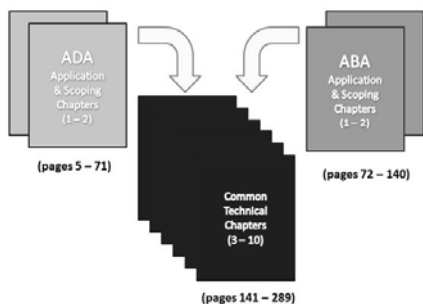 ADA
Application
& Scoping
Chapters
(1 – 2)
(pages 5 – 71)
ABA
Application
& Scoping
Chapters
(1 – 2)
(pages 72 – 140)
Common
Technical
Chapters
(3 - 10)
(pages 141 – 289)